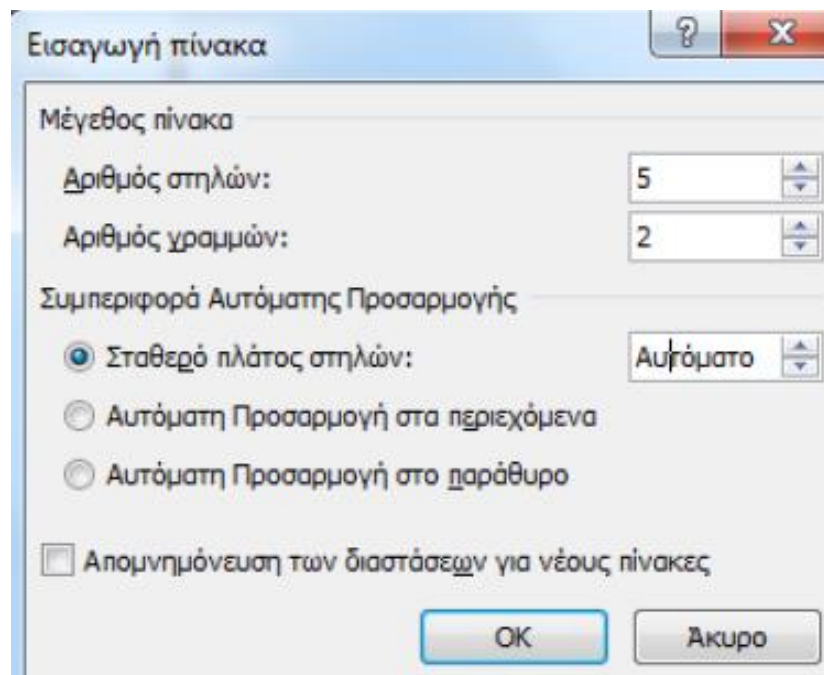 Εισαγωγή πίνακα
Μέγεθος πίνακα
Αριθμός στηλών: 5
Αριθμός γραμμών: 2
Συμπεριφορά Αυτόματης Προσαρμογής
Σταθερό πλάτος στηλών: Αυτόματο
Αυτόματη Προσαρμογή στα περιεχόμενα
Αυτόματη Προσαρμογή στο παράθυρο
Απομνημόνευση των διαστάσεων για νέους πίνακες
OK Άκυρο